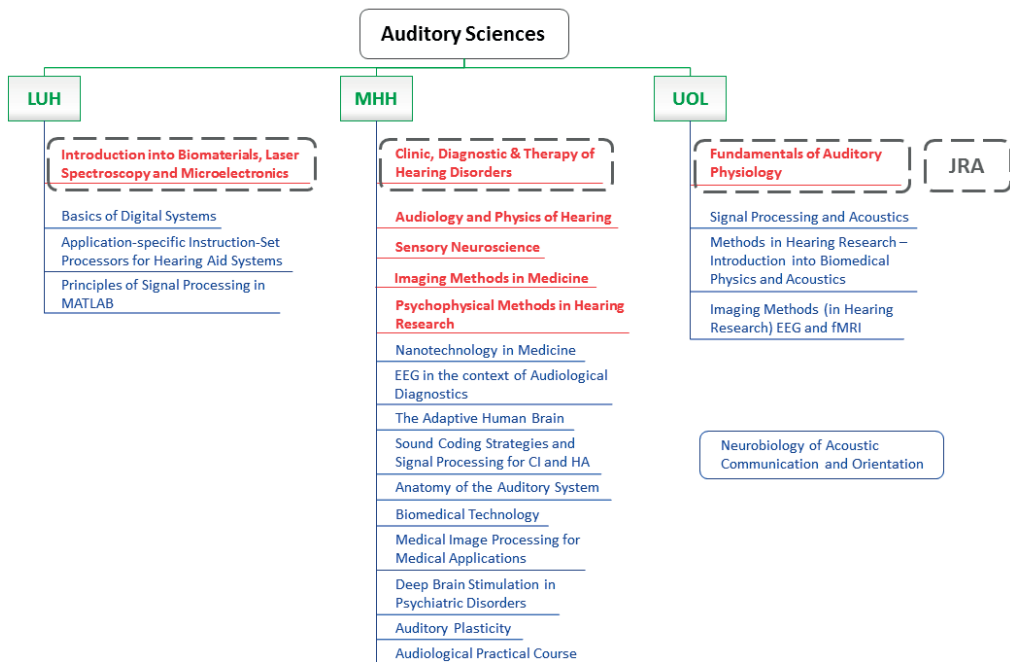 Auditory Sciences
LUH
MHH
UOL
Introduction into Biomaterials, Laser
Spectroscopy and Microelectronics
Basics of Digital Systems
Application-specific Instruction-Set
Processors for Hearing Aid Systems
Principles of Signal Processing in
MATLAB
Clinic, Diagnostic & Therapy of
Hearing Disorders
Audiology and Physics of Hearing
Sensory Neuroscience
Imaging Methods in Medicine
Psychophysical Methods in Hearing
Research
Nanotechnology in Medicine
EEG in the context of Audiological
Diagnostics
The Adaptive Human Brain
Sound Coding Strategies and
Signal Processing for CI and HA
Anatomy of the Auditory System
Biomedical Technology
Medical Image Processing for
Medical Applications
Deep Brain Stimulation in
Psychiatric Disorders
Auditory Plasticity
Audiological Practical Course
Fundamentals of Auditory
Physiology
JRA
Signal Processing and Acoustics
Methods in Hearing Research –
Introduction into Biomedical
Physics and Acoustics
Imaging Methods (in Hearing
Research) EEG and fMRI
Neurobiology of Acoustic
Communication and Orientation